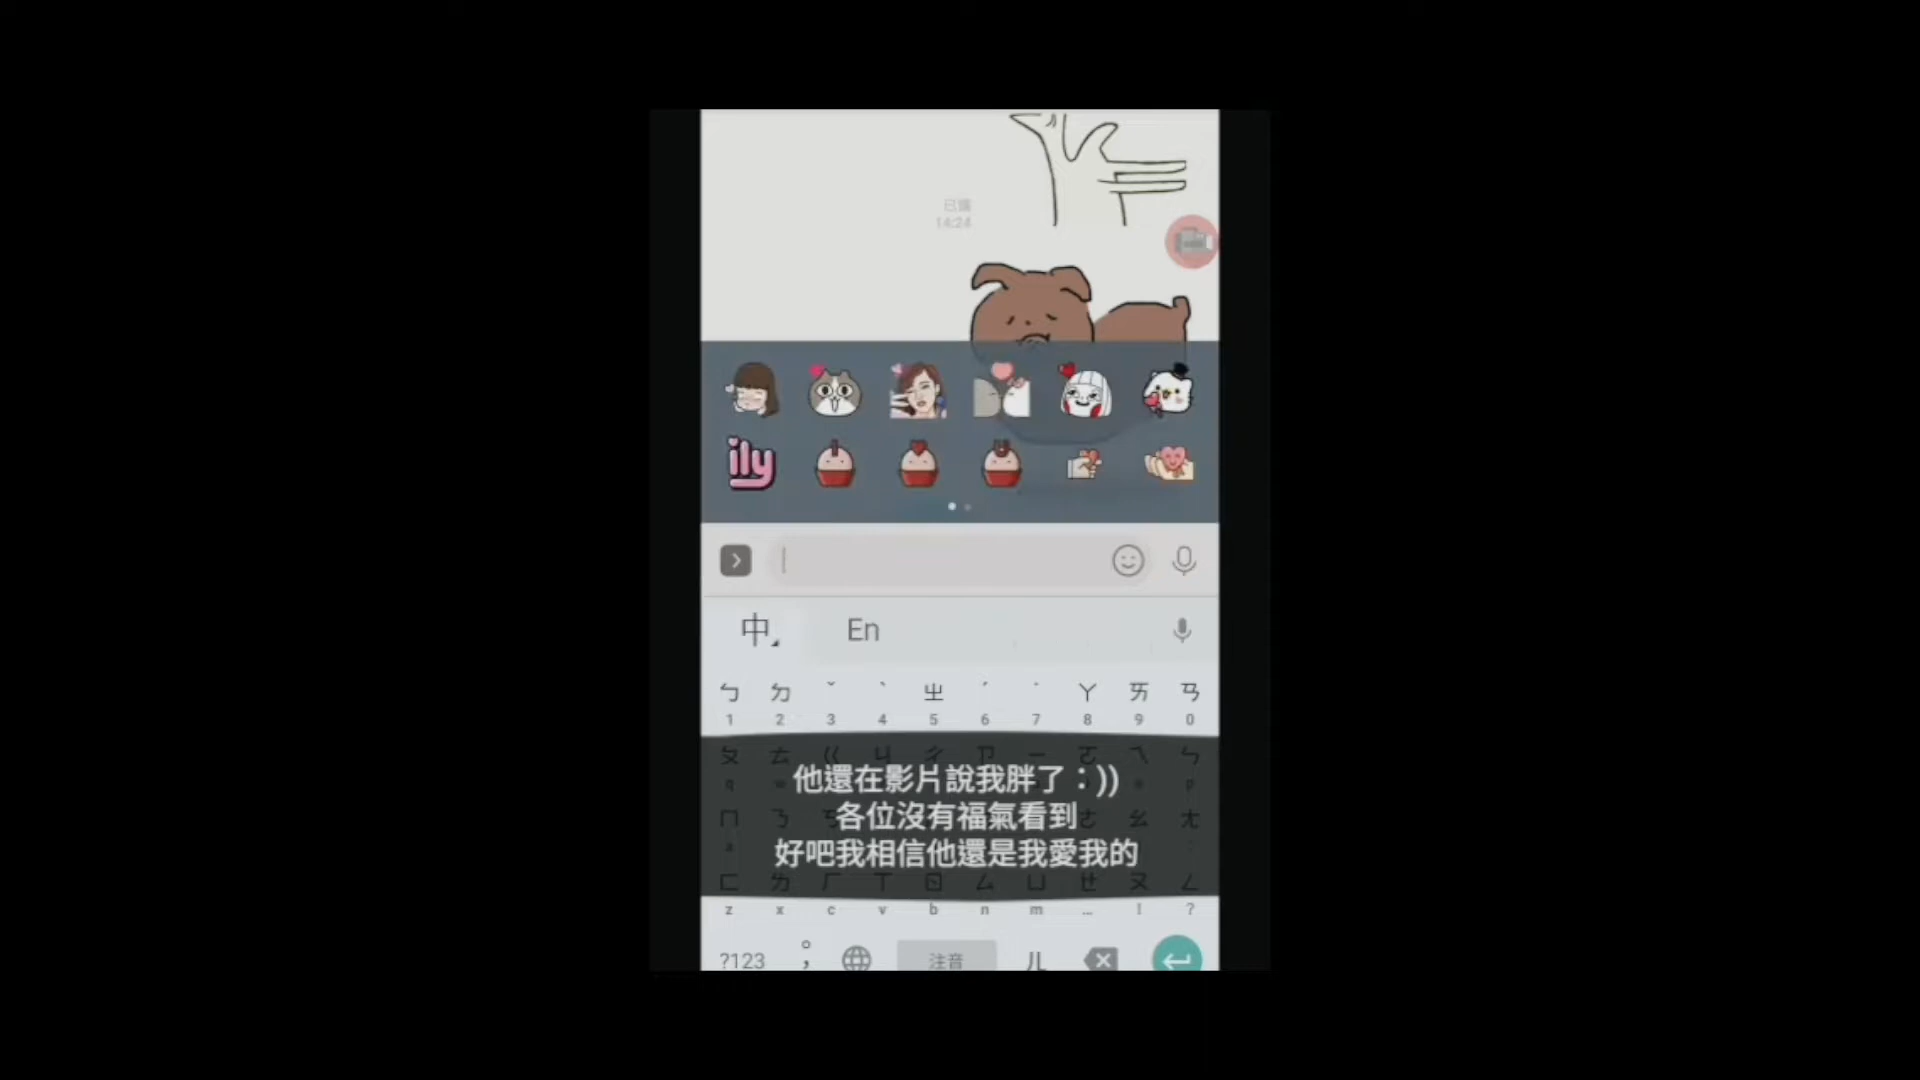 已讀
14:24
ily
中 En
ㄅ ㄉ ˇ ˋ ㄓ ˊ ˙ ㄚ ㄞ ㄢ
1 2 3 4 5 6 7 8 9 0
ㄆ ㄊ ㄍ ㄐ ㄔ ㄗ ㄧ ㄛ ㄟ ㄣ
他還在影片說我胖了：))
各位沒有福氣看到
好吧我相信他還是我愛我的
ㄈ ㄌ ㄏ ㄒ ㄖ ㄙ ㄩ ㄝ ㄡ ㄥ
z x c v b n m … ! ?
?123 ° , 注音 ㄦ